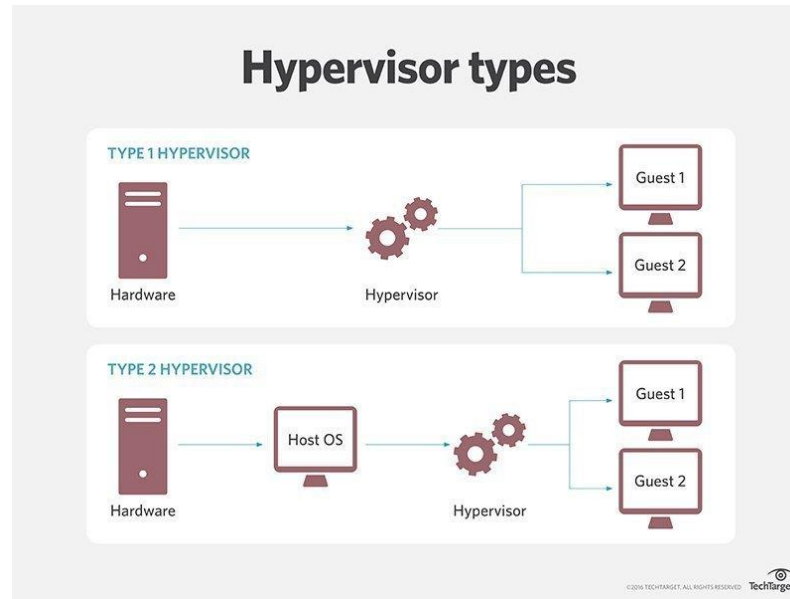 Hypervisor types
TYPE 1 HYPERVISOR
Guest 1
Guest 2
Hardware
Hypervisor
TYPE 2 HYPERVISOR
Guest 1
Host OS
Guest 2
Hardware
Hypervisor
©2016 TECHTARGET. ALL RIGHTS RESERVED TechTarge